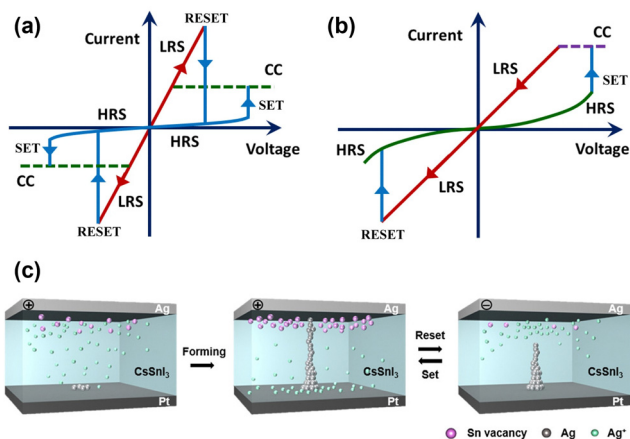 (a)
Current
RESET
LRS
CC
SET
HRS
HRS
Voltage
SET
CC
LRS
RESET
(b)
Current
CC
LRS
SET
HRS
HRS
Voltage
LRS
RESET
(c)
+
Ag
CsSnI₃
Pt
Forming
+
Ag
CsSnI₃
Pt
Reset
Set
−
Ag
CsSnI₃
Pt
Sn vacancy
Ag
Ag⁺